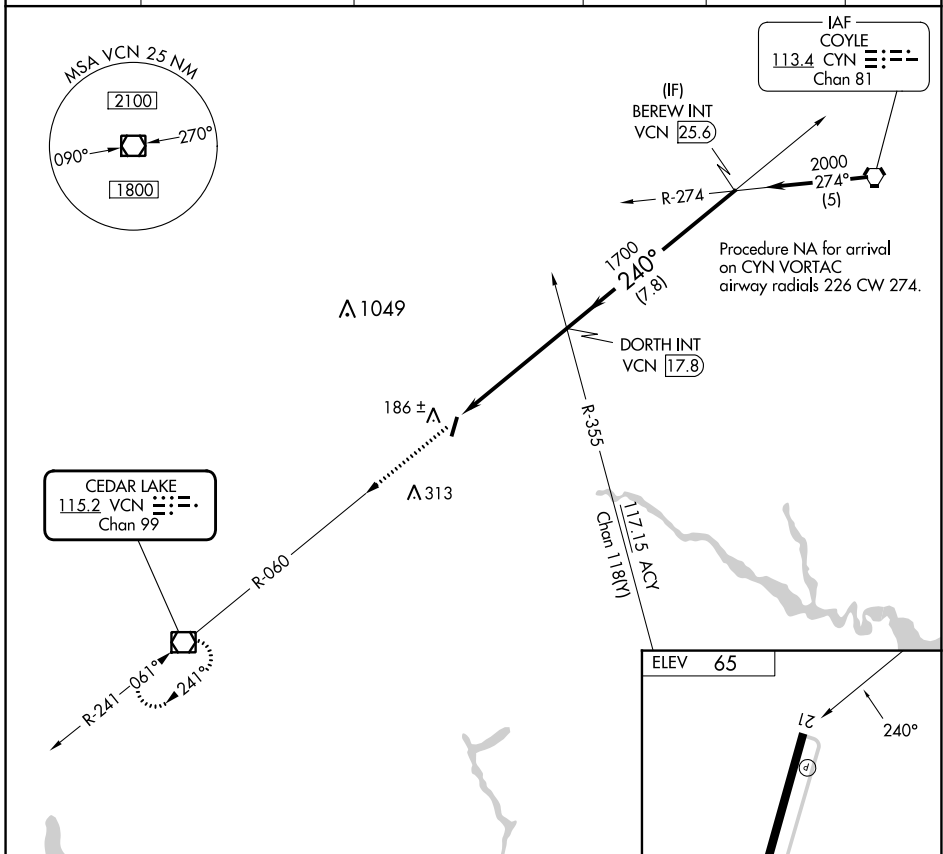 MSA VCN 25 NM
2100
090°
270°
1800
IAF
COYLE
113.4 CYN
Chan 81
(IF)
BEREW INT
VCN 25.6
2000
274°
(5)
R-274
Procedure NA for arrival
on CYN VORTAC
airway radials 226 CW 274.
1700
240°
(7.8)
1049
DORTH INT
VCN 17.8
186 ±
313
R-355
117.15 ACY
Chan 118(Y)
CEDAR LAKE
115.2 VCN
Chan 99
R-060
R-241
061°
241°
ELEV 65
21
240°
P